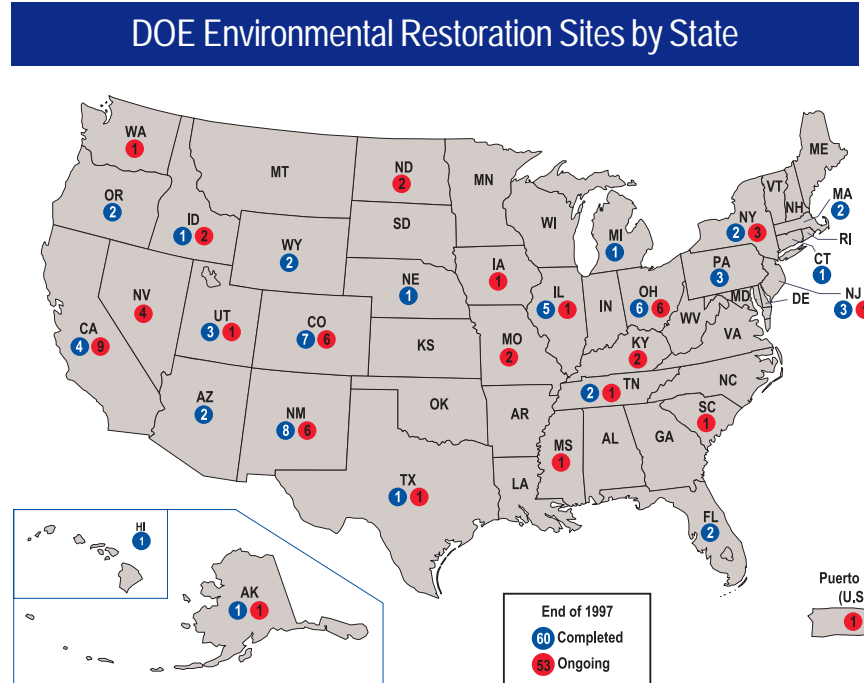 DOE Environmental Restoration Sites by State
WA
1
MT
ND
2
MN
ME
OR
2
ID
1 2
SD
WI
MI
1
VT
NH
MA
2
NY
2 3
RI
CT
1
WY
2
NE
1
IA
1
PA
3
NJ
3
NV
4
UT
3 1
CO
7 6
IL
5 1
IN
OH
6 6
MD
DE
WV
VA
CA
4 9
KS
MO
2
KY
2
AZ
2
NM
8 6
OK
AR
2 1 TN
NC
SC
1
TX
1 1
LA
MS
1
AL
GA
FL
2
HI
1
AK
1 1
Puerto
(U.S
1
End of 1997
60 Completed
53 Ongoing